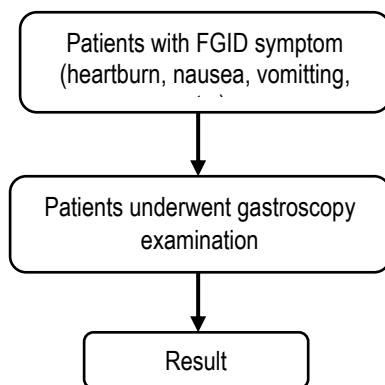 Patients with FGID symptom
(heartburn, nausea, vomitting,
Patients underwent gastroscopy
examination
Result